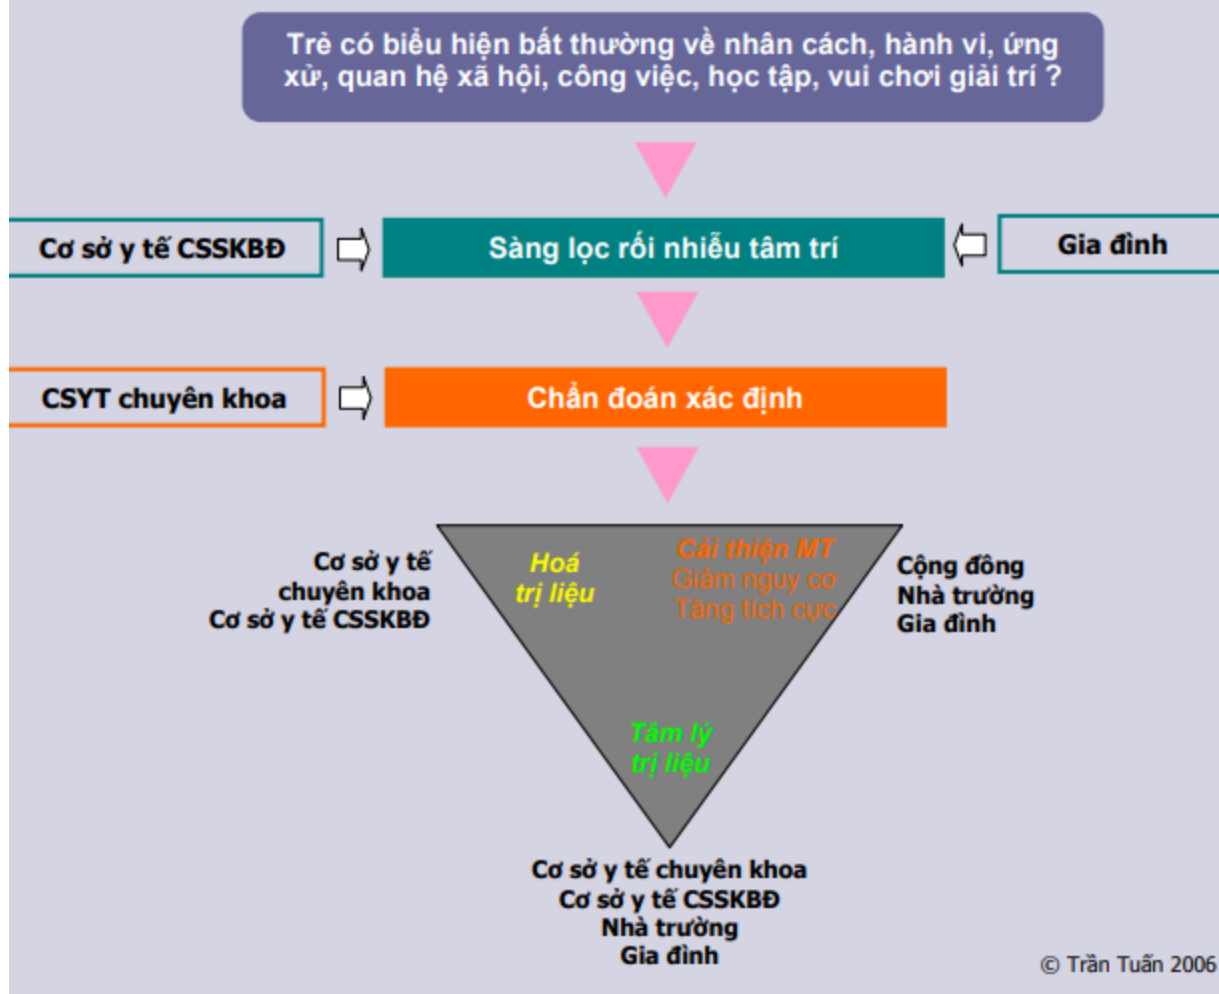 Trẻ có biểu hiện bất thường về nhân cách, hành vi, ứng
xử, quan hệ xã hội, công việc, học tập, vui chơi giải trí ?
Cơ sở y tế CSSKBĐ
Sàng lọc rối nhiễu tâm trí
Gia đình
CSYT chuyên khoa
Chẩn đoán xác định
Cơ sở y tế
chuyên khoa
Cơ sở y tế CSSKBĐ
Hoá
trị liệu
Cải thiện MT
Giảm nguy cơ
Tăng tích cực
Cộng đông
Nhà trường
Gia đình
Tâm lý
trị liệu
Cơ sở y tế chuyên khoa
Cơ sở y tế CSSKBĐ
Nhà trường
Gia đình
© Trần Tuấn 2006